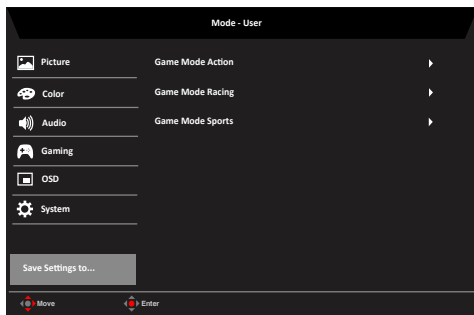 Mode - User
Picture
Game Mode Action
Color
Game Mode Racing
Audio
Game Mode Sports
Gaming
OSD
System
Save Settings to...
Move
Enter